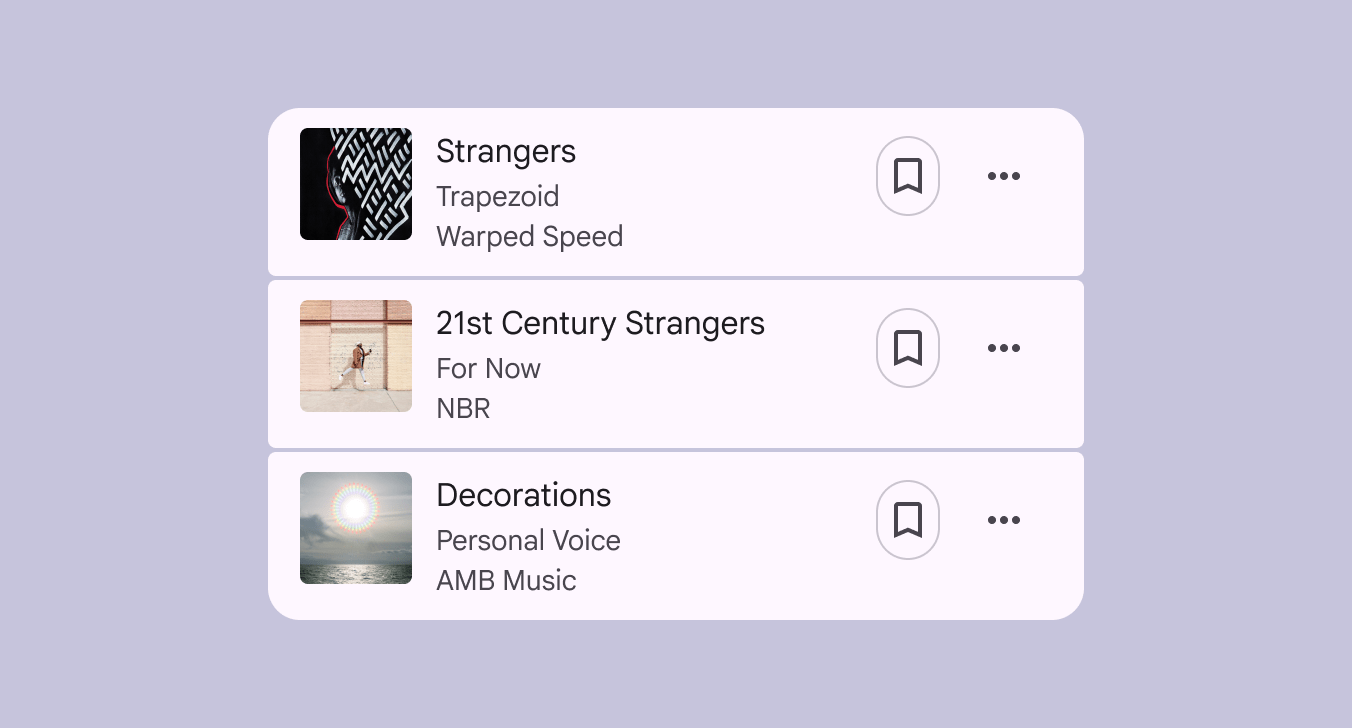 Strangers
Trapezoid
Warped Speed
21st Century Strangers
For Now
NBR
Decorations
Personal Voice
AMB Music